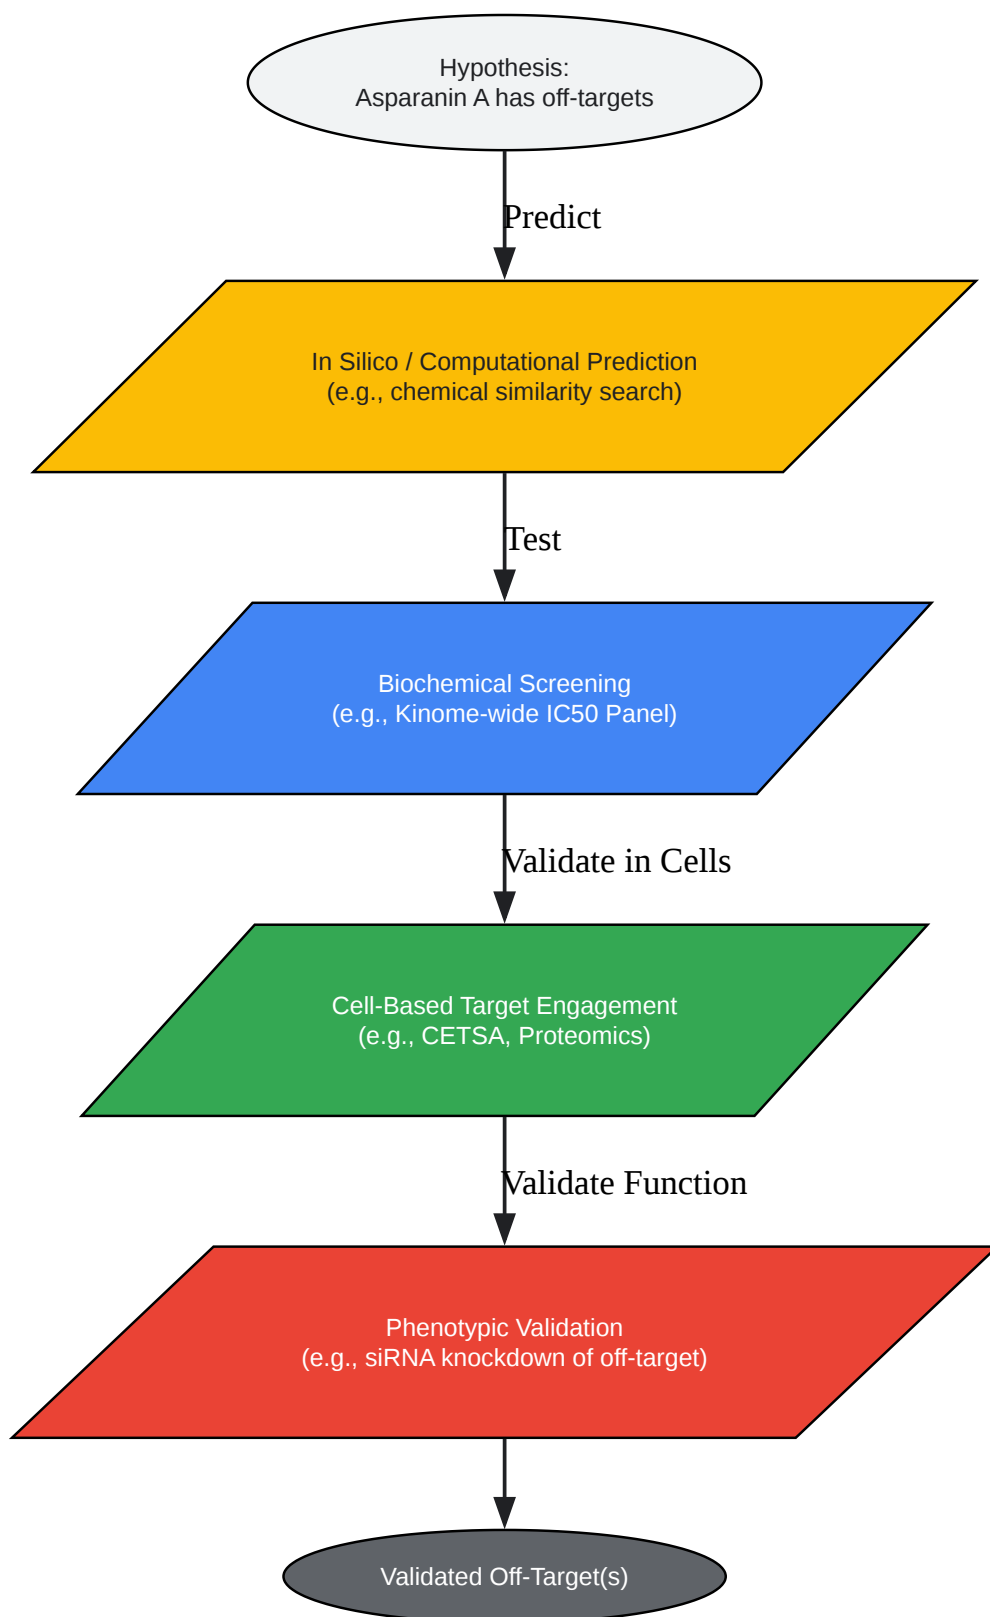 Hypothesis:
Asparanin A has off-targets
Predict
In Silico / Computational Prediction
(e.g., chemical similarity search)
Test
Biochemical Screening
(e.g., Kinome-wide IC50 Panel)
Validate in Cells
Cell-Based Target Engagement
(e.g., CETSA, Proteomics)
Validate Function
Phenotypic Validation
(e.g., siRNA knockdown of off-target)
Validated Off-Target(s)